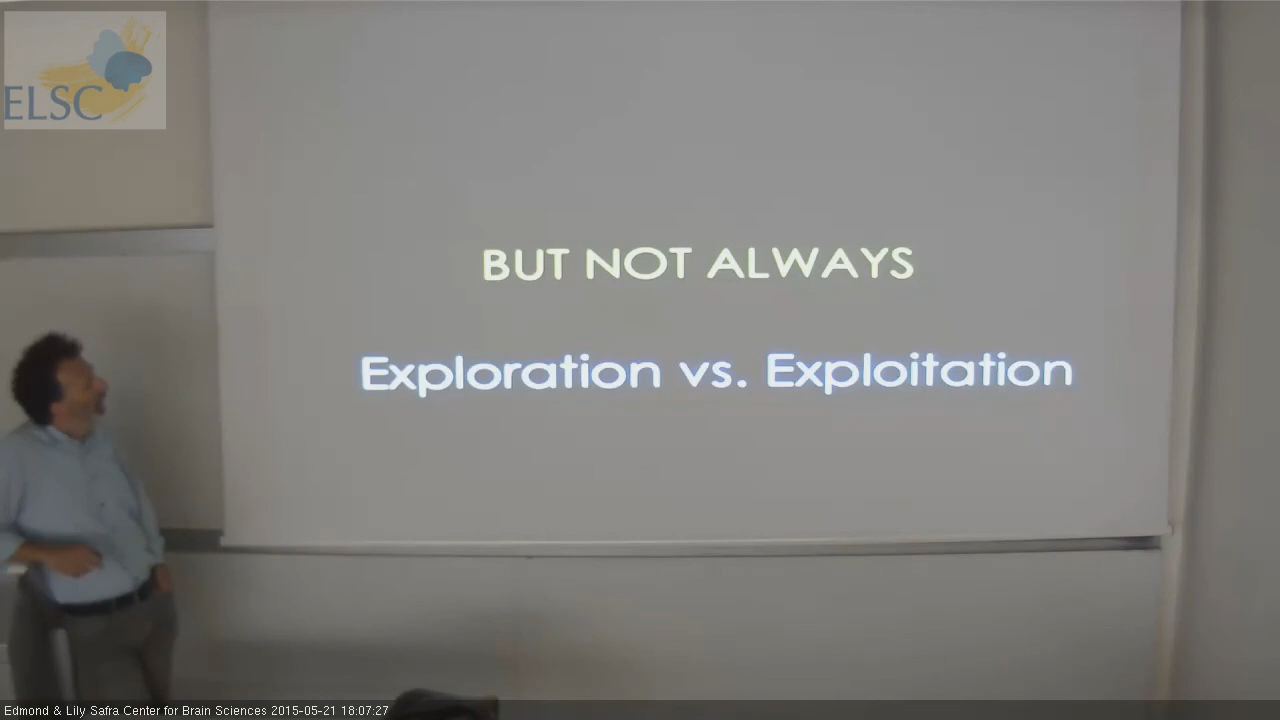 ELSC
BUT NOT ALWAYS
Exploration vs. Exploitation
Edmond & Lily Safra Center for Brain Sciences 2015-05-21 18:07:27